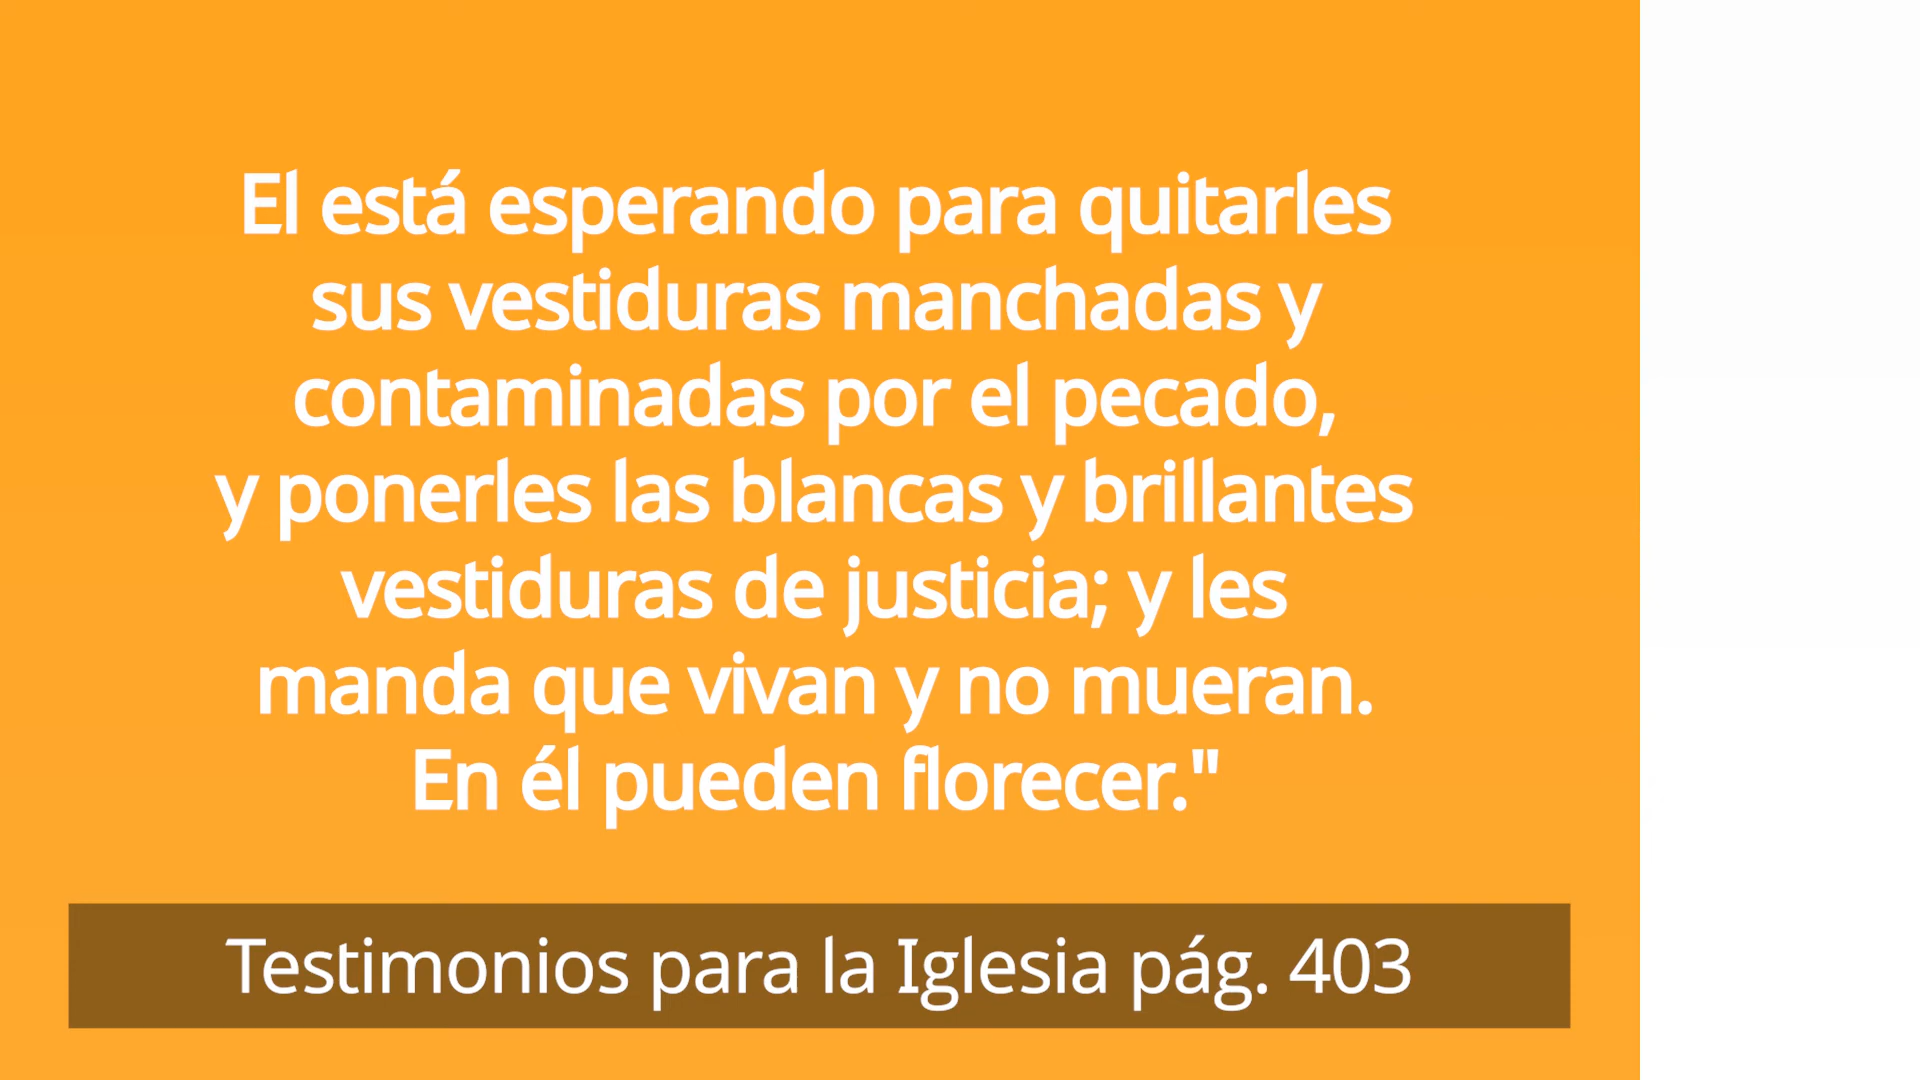 El está esperando para quitarles
sus vestiduras manchadas y
contaminadas por el pecado,
y ponerles las blancas y brillantes
vestiduras de justicia; y les
manda que vivan y no mueran.
En él pueden florecer."
Testimonios para la Iglesia pág. 403